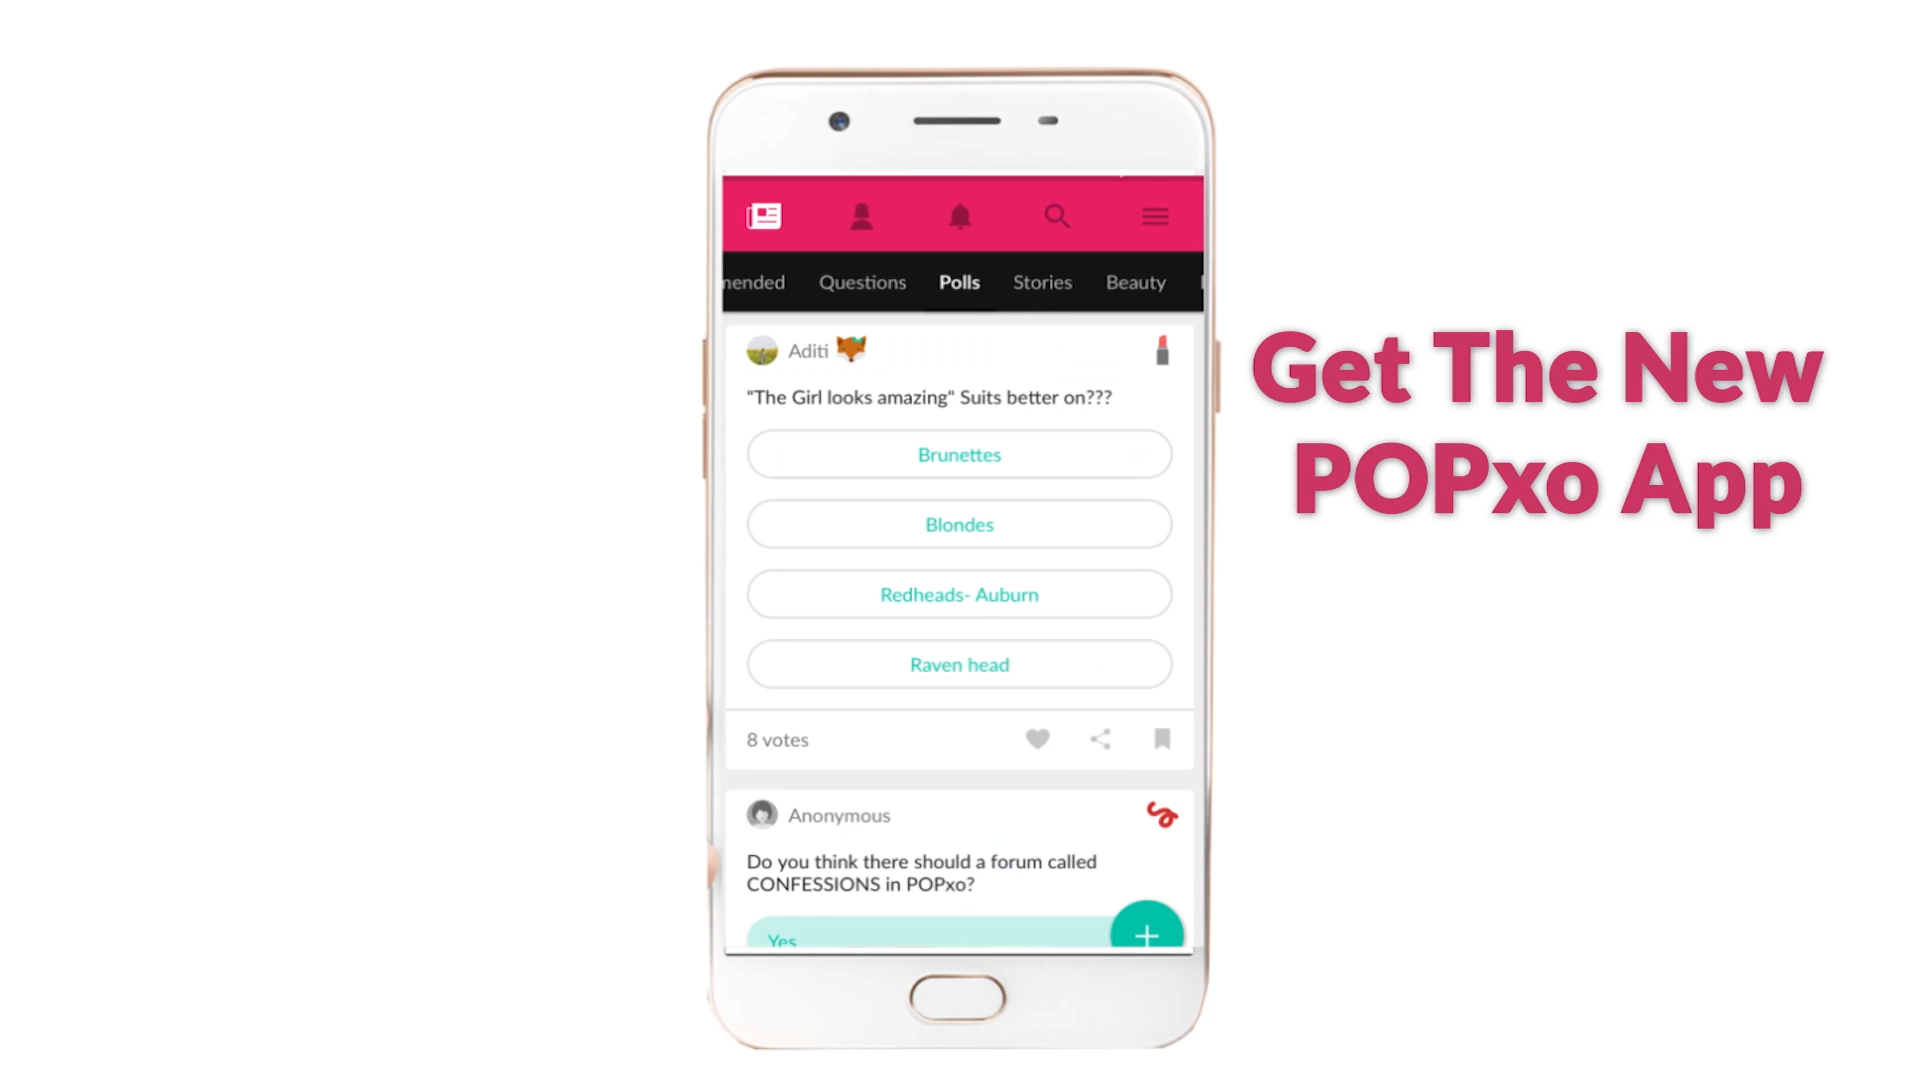 mended Questions Polls Stories Beauty
Aditi
"The Girl looks amazing" Suits better on???
Brunettes
Blondes
Redheads- Auburn
Raven head
8 votes
Anonymous
Do you think there should a forum called
CONFESSIONS in POPxo?
Yes
Get The New
POPxo App